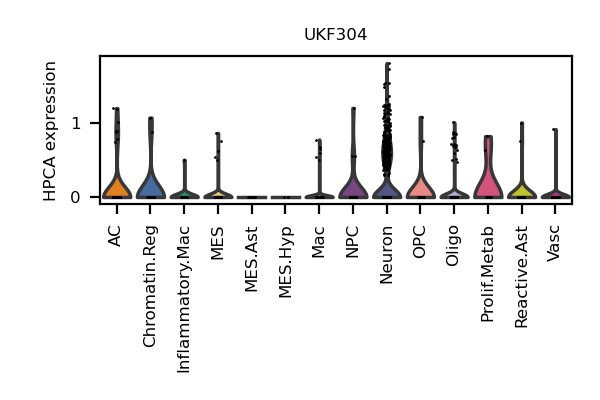 UKF304
HPCA expression
1
0
AC
Chromatin.Reg
Inflammatory.Mac
MES
MES.Ast
MES.Hyp
Mac
NPC
Neuron
OPC
Oligo
Prolif.Metab
Reactive.Ast
Vasc